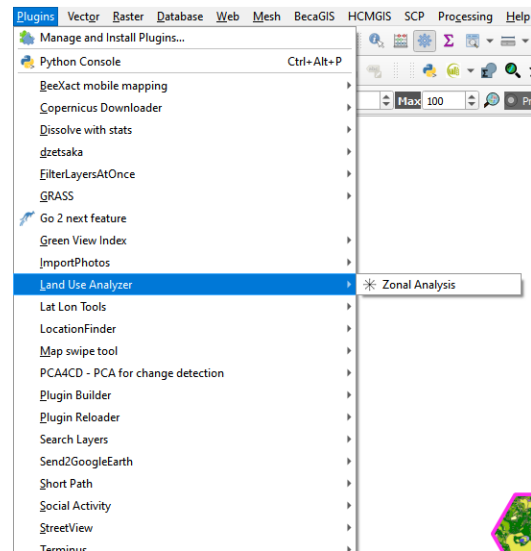 Plugins Vector Raster Database Web Mesh BecaGIS HCMGIS SCP Processing Help
Manage and Install Plugins...
Python Console Ctrl+Alt+P
BeeXact mobile mapping
Copernicus Downloader
Max 100
Dissolve with stats
dzetsaka
FilterLayersAtOnce
GRASS
Go 2 next feature
Green View Index
ImportPhotos
Land Use Analyzer
Zonal Analysis
Lat Lon Tools
LocationFinder
Map swipe tool
PCA4CD - PCA for change detection
Plugin Builder
Plugin Reloader
Search Layers
Send2GoogleEarth
Short Path
Social Activity
StreetView
Terminus